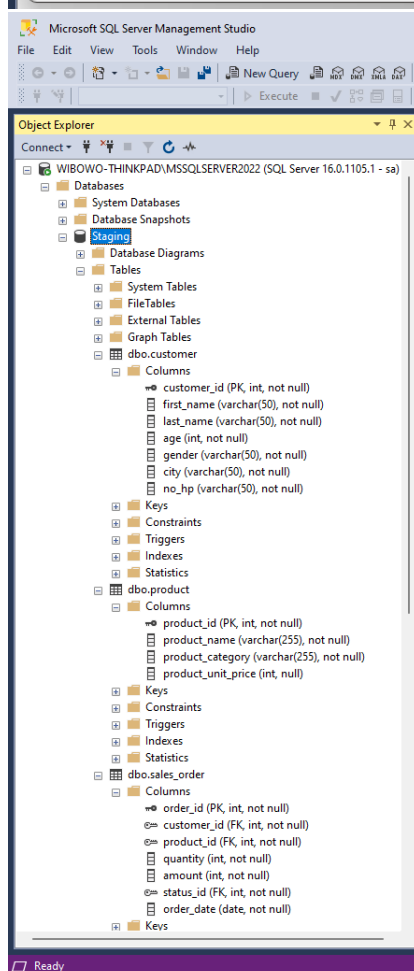 Microsoft SQL Server Management Studio
File Edit View Tools Window Help
New Query MDX DMX XMLA DAX
Execute
Object Explorer
Connect
WIBOWO-THINKPAD\MSSQLSERVER2022 (SQL Server 16.0.1105.1 - sa)
Databases
System Databases
Database Snapshots
Staging
Database Diagrams
Tables
System Tables
FileTables
External Tables
Graph Tables
dbo.customer
Columns
customer_id (PK, int, not null)
first_name (varchar(50), not null)
last_name (varchar(50), not null)
age (int, not null)
gender (varchar(50), not null)
city (varchar(50), not null)
no_hp (varchar(50), not null)
Keys
Constraints
Triggers
Indexes
Statistics
dbo.product
Columns
product_id (PK, int, not null)
product_name (varchar(255), not null)
product_category (varchar(255), not null)
product_unit_price (int, null)
Keys
Constraints
Triggers
Indexes
Statistics
dbo.sales_order
Columns
order_id (PK, int, not null)
customer_id (FK, int, not null)
product_id (FK, int, not null)
quantity (int, not null)
amount (int, not null)
status_id (FK, int, not null)
order_date (date, not null)
Keys
Ready